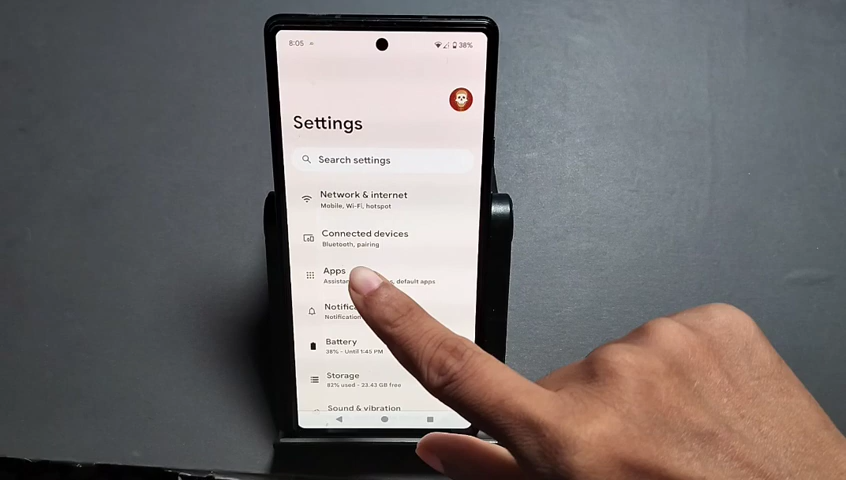 8:05
38%
Settings
Search settings
Network & internet
Mobile, Wi-Fi, hotspot
Connected devices
Bluetooth, pairing
Apps
default apps
Battery
38% - Until 1:45 PM
Storage
83% used - 33.43 GB free
Sound & vibration